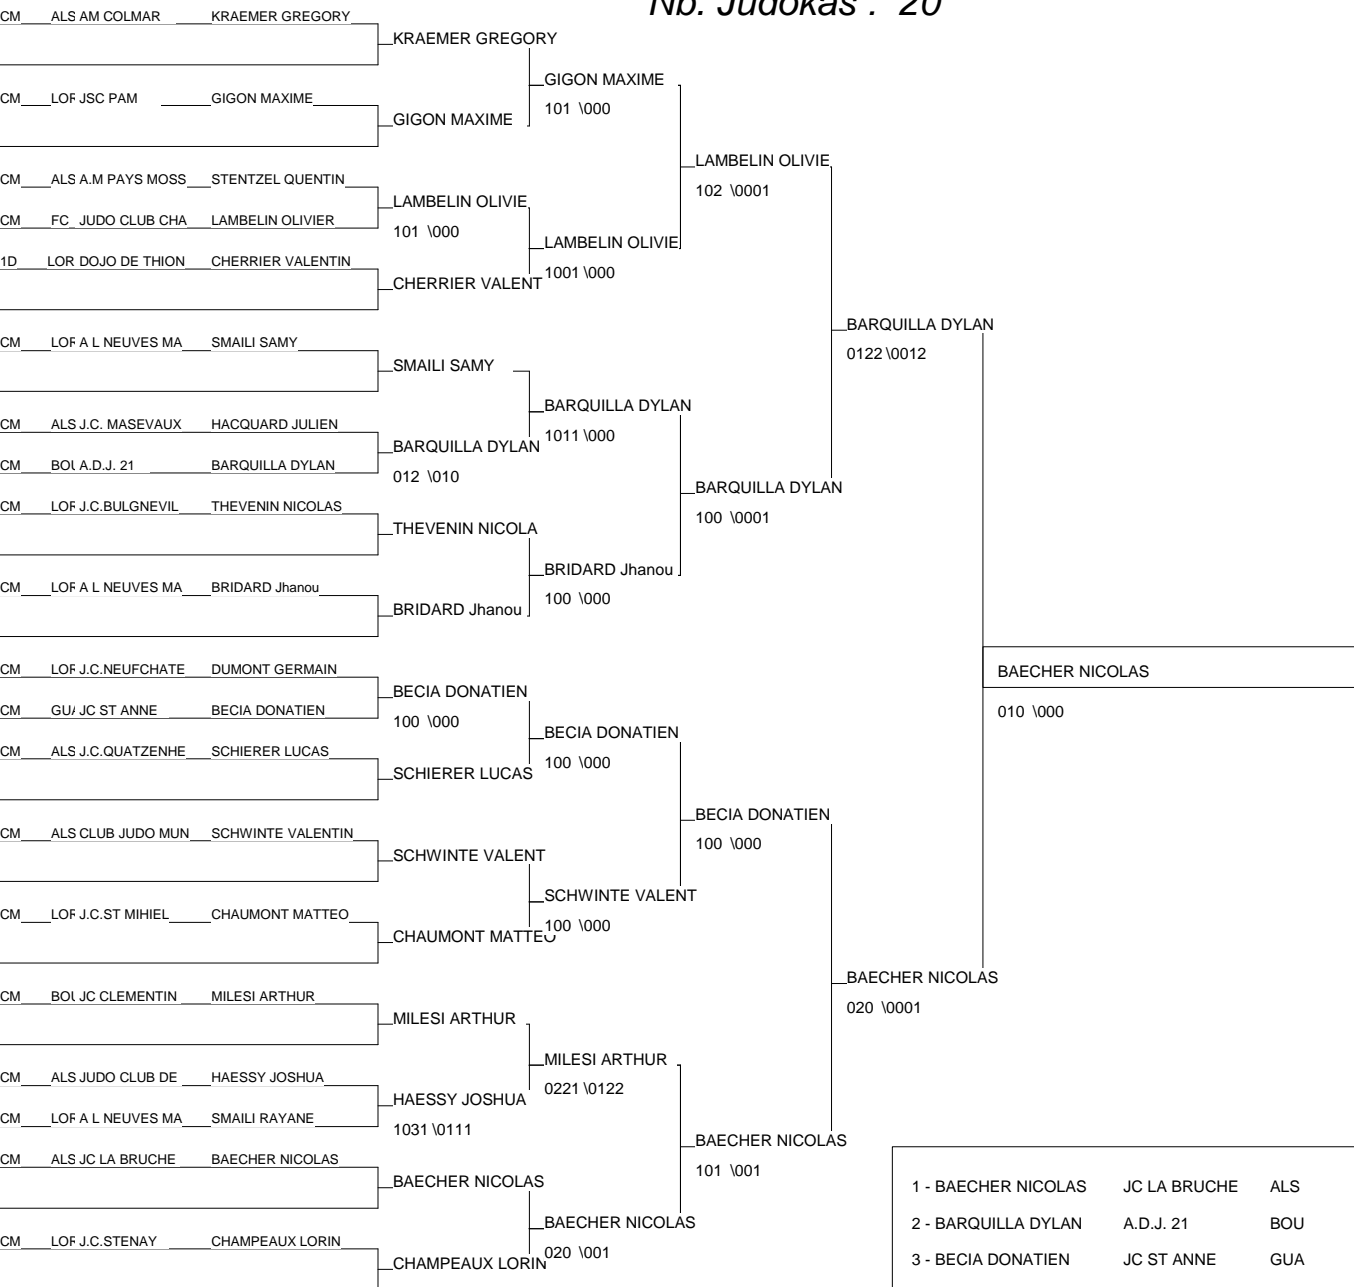 Nb. Judokas : 20
CM ALS AM COLMAR KRAEMER GREGORY
KRAEMER GREGORY
GIGON MAXIME
101 \000
CM LOR JSC PAM GIGON MAXIME
GIGON MAXIME
LAMBELIN OLIVIE
102 \0001
CM ALS A.M PAYS MOSS STENTZEL QUENTIN
LAMBELIN OLIVIE
101 \000
CM FC JUDO CLUB CHA LAMBELIN OLIVIER
LAMBELIN OLIVIE
1001 \000
1D LOR DOJO DE THION CHERRIER VALENTIN
CHERRIER VALENT
BARQUILLA DYLAN
0122 \0012
CM LOR A L NEUVES MA SMAILI SAMY
SMAILI SAMY
BARQUILLA DYLAN
1011 \000
CM ALS J.C. MASEVAUX HACQUARD JULIEN
BARQUILLA DYLAN
012 \010
CM BOU A.D.J. 21 BARQUILLA DYLAN
BARQUILLA DYLAN
100 \0001
CM LOR J.C.BULGNEVIL THEVENIN NICOLAS
THEVENIN NICOLA
BRIDARD Jhanou
100 \000
CM LOR A L NEUVES MA BRIDARD Jhanou
BRIDARD Jhanou
CM LOR J.C.NEUFCHATE DUMONT GERMAIN
BAECHER NICOLAS
010 \000
BECIA DONATIEN
100 \000
CM GUA JC ST ANNE BECIA DONATIEN
BECIA DONATIEN
100 \000
CM ALS J.C.QUATZENHE SCHIERER LUCAS
SCHIERER LUCAS
BECIA DONATIEN
100 \000
CM ALS CLUB JUDO MUN SCHWINTE VALENTIN
SCHWINTE VALENT
SCHWINTE VALENT
100 \000
CM LOR J.C.ST MIHIEL CHAUMONT MATTEO
CHAUMONT MATTEO
BAECHER NICOLAS
020 \0001
CM BOU JC CLEMENTIN MILESI ARTHUR
MILESI ARTHUR
MILESI ARTHUR
0221 \0122
CM ALS JUDO CLUB DE HAESSY JOSHUA
HAESSY JOSHUA
1031 \0111
CM LOR A L NEUVES MA SMAILI RAYANE
BAECHER NICOLAS
101 \001
CM ALS JC LA BRUCHE BAECHER NICOLAS
BAECHER NICOLAS
BAECHER NICOLAS
020 \001
CM LOR J.C.STENAY CHAMPEAUX LORIN
CHAMPEAUX LORIN
1 - BAECHER NICOLAS JC LA BRUCHE ALS
2 - BARQUILLA DYLAN A.D.J. 21 BOU
3 - BECIA DONATIEN JC ST ANNE GUA